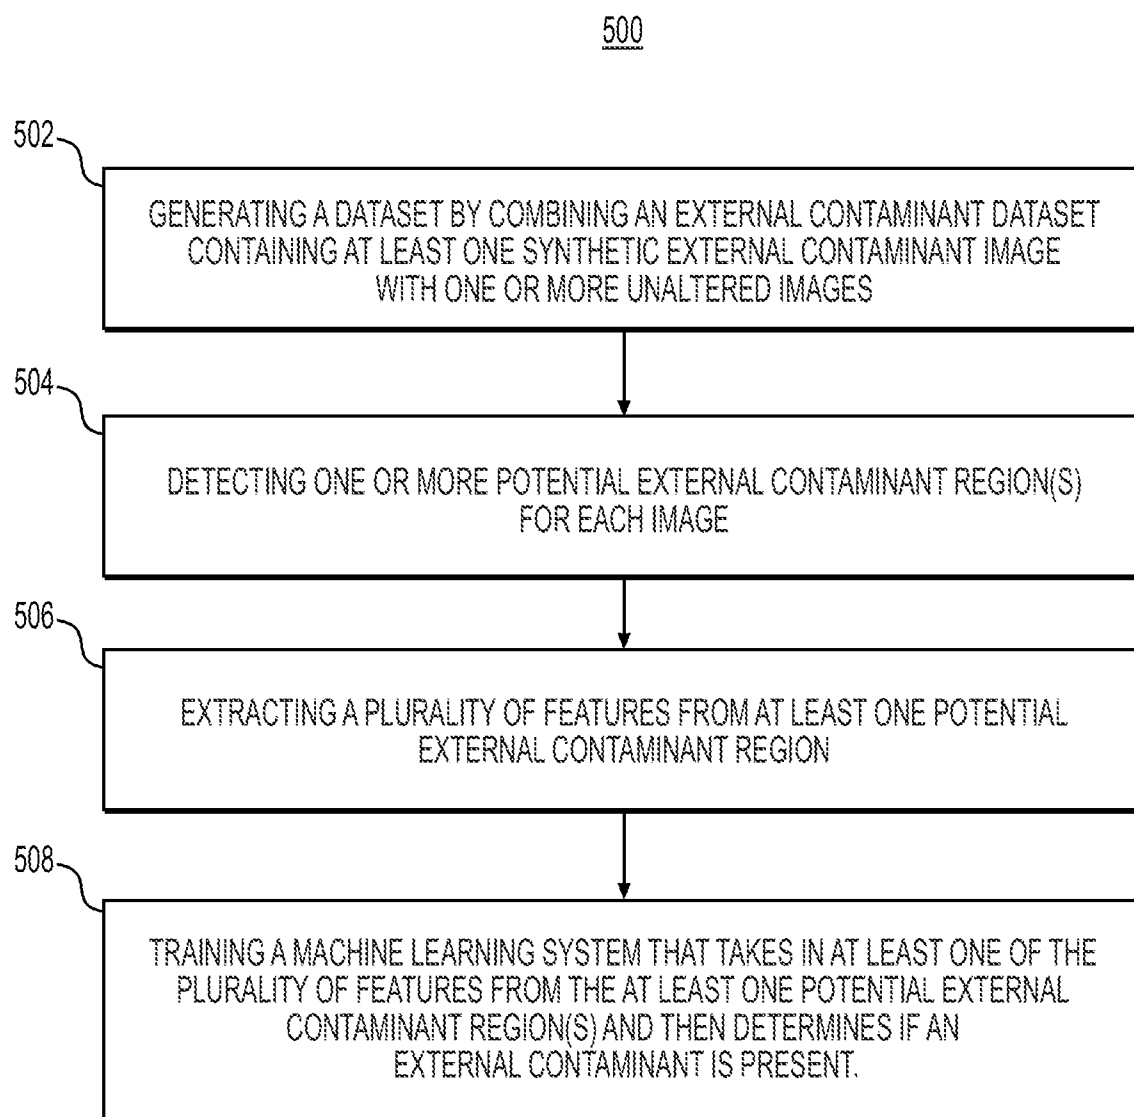 500
502
GENERATING A DATASET BY COMBINING AN EXTERNAL CONTAMINANT DATASET
CONTAINING AT LEAST ONE SYNTHETIC EXTERNAL CONTAMINANT IMAGE
WITH ONE OR MORE UNALTERED IMAGES
504
DETECTING ONE OR MORE POTENTIAL EXTERNAL CONTAMINANT REGION(S)
FOR EACH IMAGE
506
EXTRACTING A PLURALITY OF FEATURES FROM AT LEAST ONE POTENTIAL
EXTERNAL CONTAMINANT REGION
508
TRAINING A MACHINE LEARNING SYSTEM THAT TAKES IN AT LEAST ONE OF THE
PLURALITY OF FEATURES FROM THE AT LEAST ONE POTENTIAL EXTERNAL
CONTAMINANT REGION(S) AND THEN DETERMINES IF AN
EXTERNAL CONTAMINANT IS PRESENT.